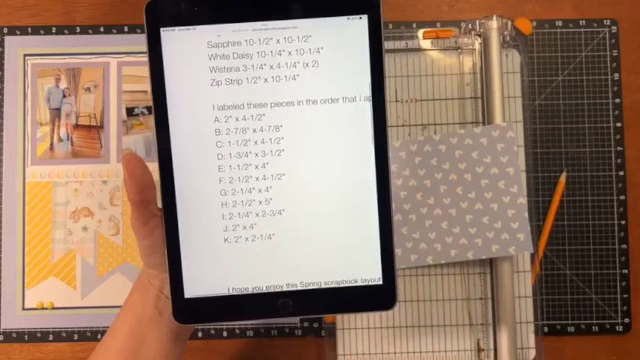 Sapphire 10-1/2" x 10-1/2"
White Daisy 10-1/4" x 10-1/4"
Wisteria 3-1/4" x 4-1/4" (x 2)
Zip Strip 1/2" x 10-1/4"
I labeled these pieces in the order that I ap
A: 2" x 4-1/2"
B: 2-7/8" x 4-7/8"
C: 1-1/2" x 4-1/2"
D: 1-3/4" x 3-1/2"
E: 1-1/2" x 4"
F: 2-1/2" x 4-1/2"
G: 2-1/4" x 4"
H: 2-1/2" x 5"
I: 2-1/4" x 2-3/4"
J: 2" x 4"
K: 2" x 2-1/4"
I hope you enjoy this Spring scrapbook layout